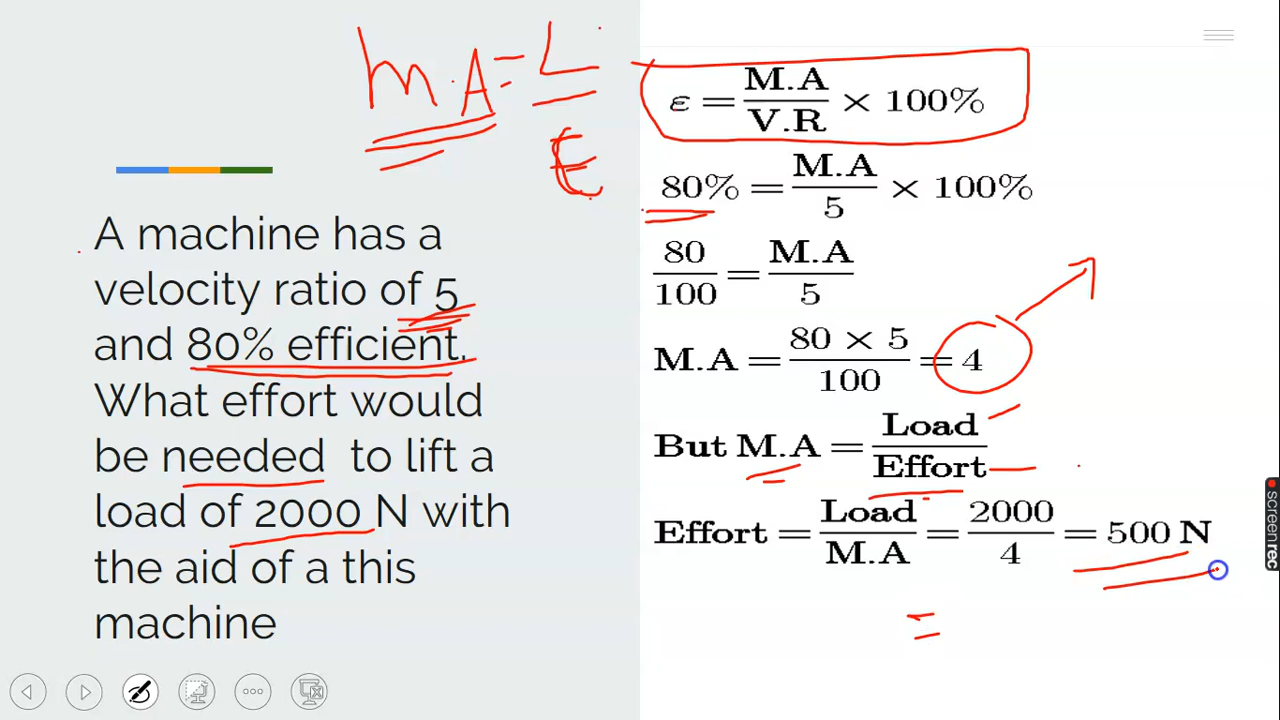 M.A = L
E
A machine has a
velocity ratio of 5
and 80% efficient.
What effort would
be needed to lift a
load of 2000 N with
the aid of a this
machine
ε = M.A / V.R × 100%
80% = M.A / 5 × 100%
80 / 100 = M.A / 5
M.A = 80 × 5 / 100 = 4
But M.A = Load / Effort
Effort = Load / M.A = 2000 / 4 = 500 N
=
screenrec